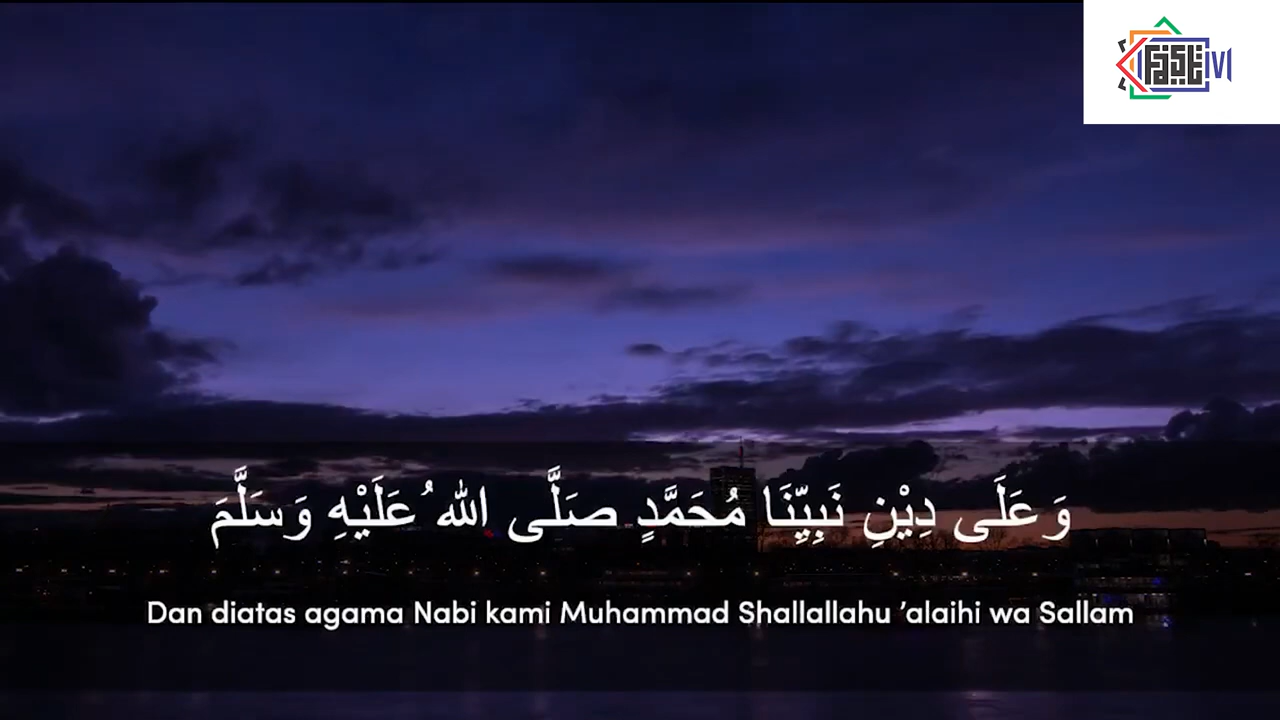 وَعَلَى دِيْنِ نَبِيِّنَا مُحَمَّدٍ صَلَّى اللهُ عَلَيْهِ وَسَلَّمَ
Dan diatas agama Nabi kami Muhammad Shallallahu ’alaihi wa Sallam